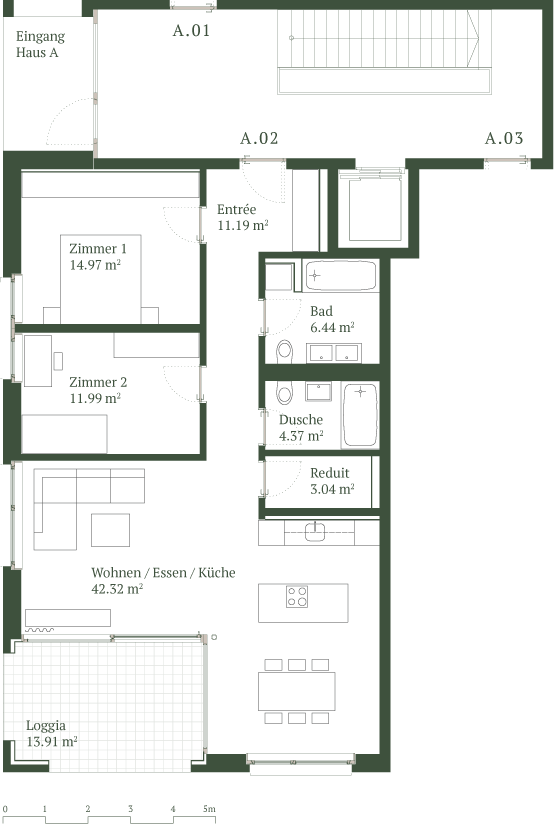 A.01
Eingang
Haus A
A.02
A.03
Entrée
11.19 m²
Zimmer 1
14.97 m²
Bad
6.44 m²
Zimmer 2
11.99 m²
Dusche
4.37 m²
Reduit
3.04 m²
Wohnen / Essen / Küche
42.32 m²
Loggia
13.91 m²
0 1 2 3 4 5m